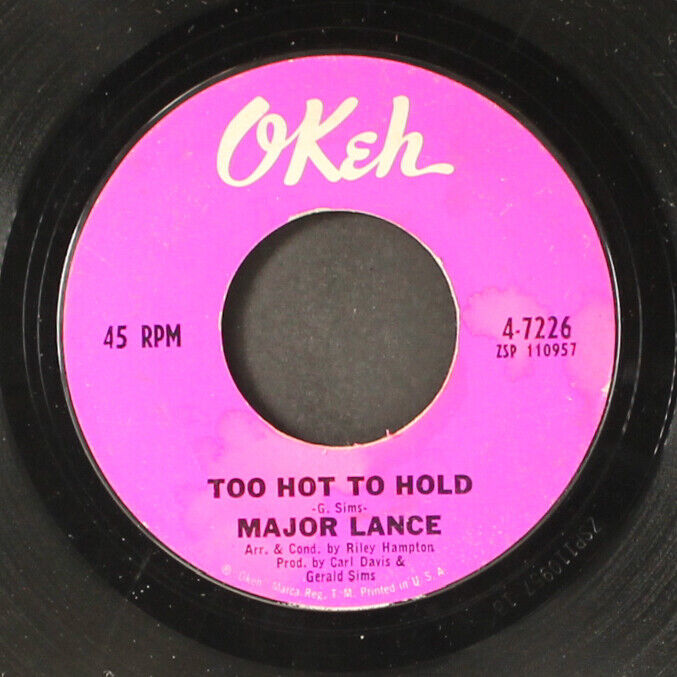 OKeh
45 RPM
4-7226
ZSP 110957
TOO HOT TO HOLD
-G. Sims-
MAJOR LANCE
Arr. & Cond. by Riley Hampton
Prod. by Carl Davis &
Gerald Sims
® "Okeh" Marca Reg. T.M. Printed in U.S.A.